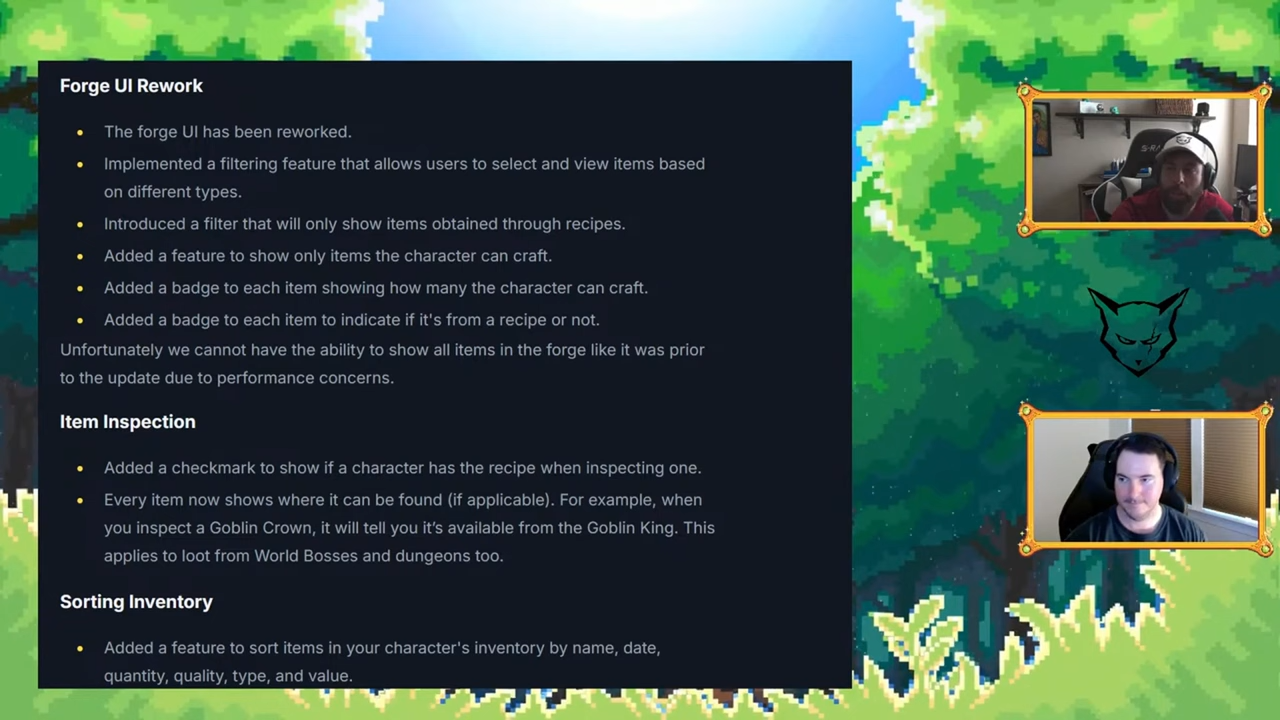 Forge UI Rework
The forge UI has been reworked.
Implemented a filtering feature that allows users to select and view items based
on different types.
Introduced a filter that will only show items obtained through recipes.
Added a feature to show only items the character can craft.
Added a badge to each item showing how many the character can craft.
Added a badge to each item to indicate if it's from a recipe or not.
Unfortunately we cannot have the ability to show all items in the forge like it was prior
to the update due to performance concerns.
Item Inspection
Added a checkmark to show if a character has the recipe when inspecting one.
Every item now shows where it can be found (if applicable). For example, when
you inspect a Goblin Crown, it will tell you it’s available from the Goblin King. This
applies to loot from World Bosses and dungeons too.
Sorting Inventory
Added a feature to sort items in your character's inventory by name, date,
quantity, quality, type, and value.